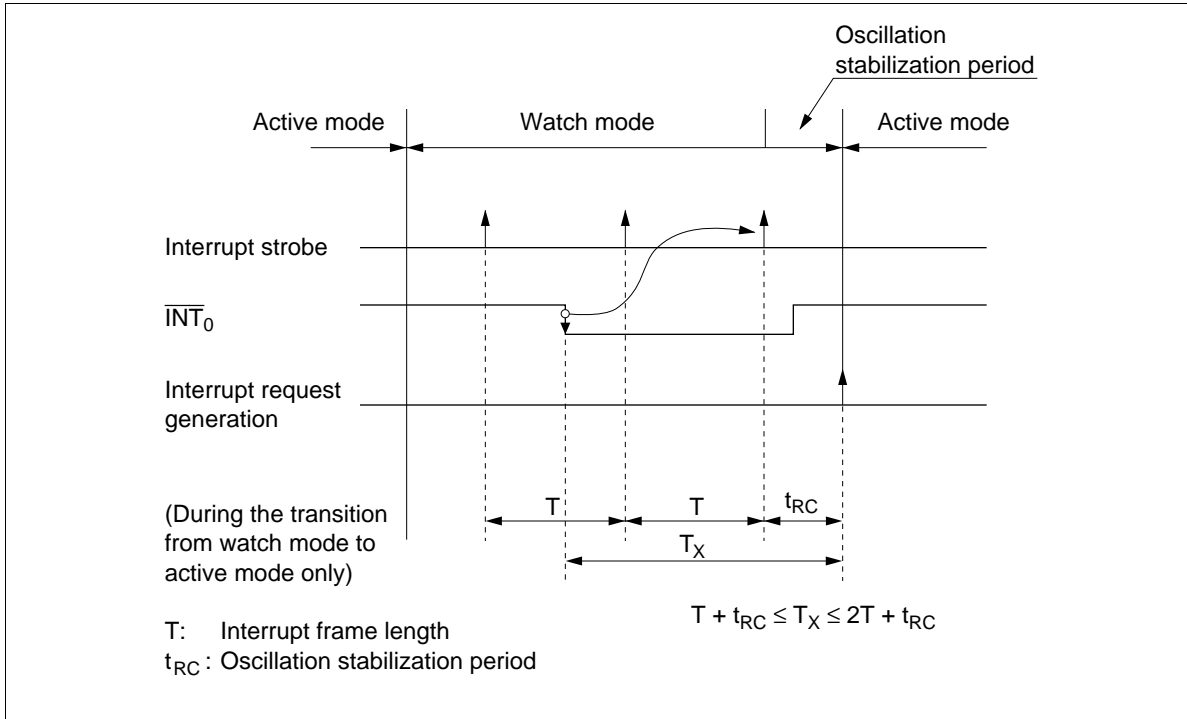 Oscillation
stabilization period
Active mode
Watch mode
Active mode
Interrupt strobe
INT0
Interrupt request
generation
T
T
tRC
TX
(During the transition
from watch mode to
active mode only)
T + tRC ≤ TX ≤ 2T + tRC
T: Interrupt frame length
tRC : Oscillation stabilization period